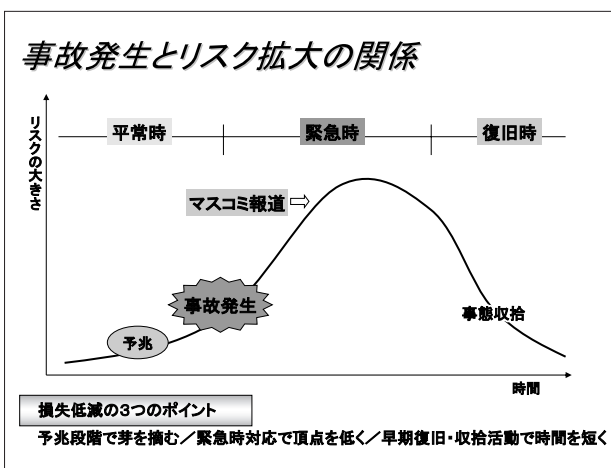 事故発生とリスク拡大の関係
リスクの大きさ
平常時
緊急時
復旧時
マスコミ報道
事故発生
予兆
事態収拾
時間
損失低減の3つのポイント
予兆段階で芽を摘む/緊急時対応で頂点を低く/早期復旧・収拾活動で時間を短く